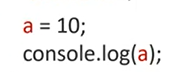 a = 10;
console.log(a);